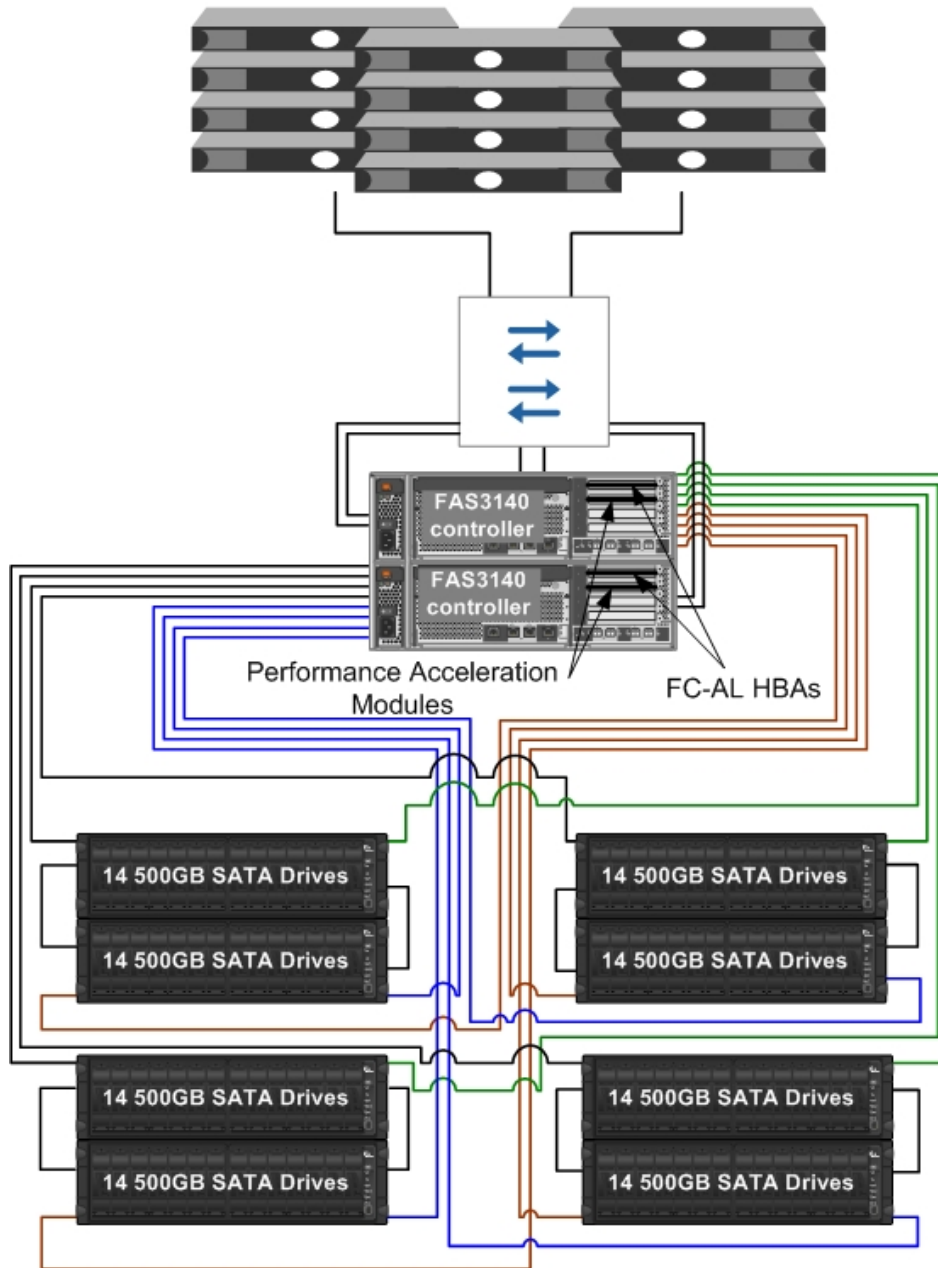 FAS3140
controller
FAS3140
controller
Performance Acceleration
Modules
FC-AL HBAs
14 500GB SATA Drives
14 500GB SATA Drives
14 500GB SATA Drives
14 500GB SATA Drives
14 500GB SATA Drives
14 500GB SATA Drives
14 500GB SATA Drives
14 500GB SATA Drives